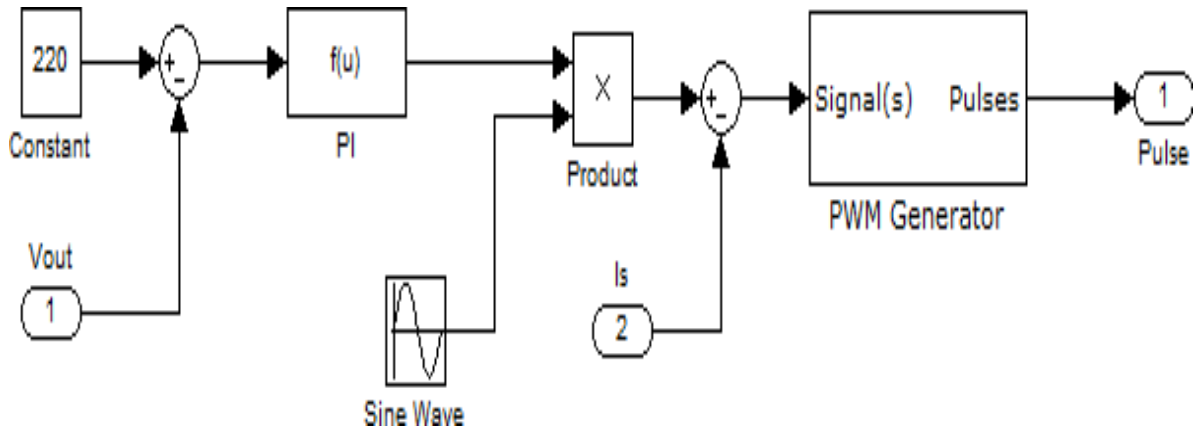 220
Constant
+
-
f(u)
PI
×
Product
+
-
Signal(s) Pulses
PWM Generator
1
Pulse
Vout
1
Sine Wave
Is
2